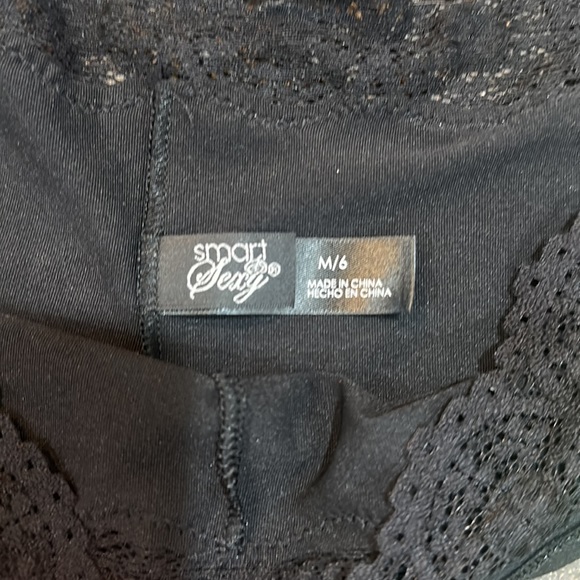 smart
Sexy®
M/6
MADE IN CHINA
HECHO EN CHINA